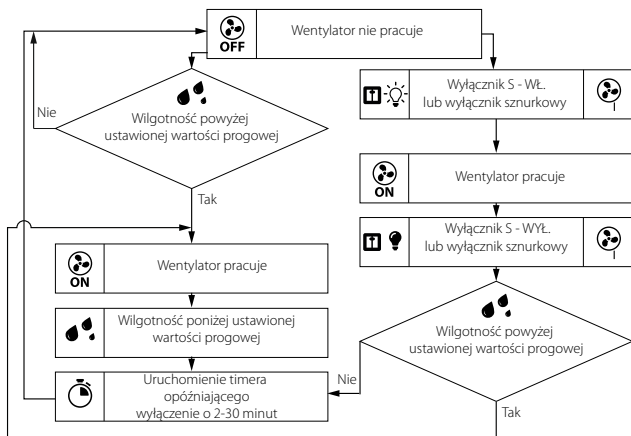 OFF
Wentylator nie pracuje
Nie
Wilgotność powyżej
ustawionej wartości progowej
Tak
Wyłącznik S - WŁ.
lub wyłącznik sznurkowy
ON
Wentylator pracuje
Wyłącznik S - WYŁ.
lub wyłącznik sznurkowy
ON
Wentylator pracuje
Wilgotność poniżej ustawionej
wartości progowej
Uruchomienie timera
opóźniającego
wyłączenie o 2-30 minut
Wilgotność powyżej
ustawionej wartości progowej
Nie
Tak